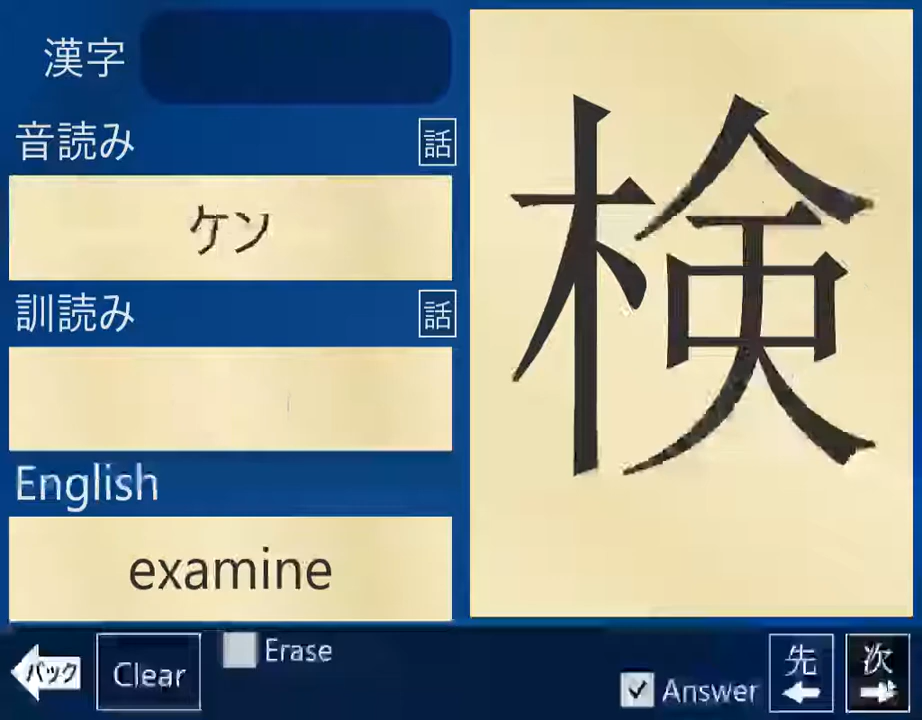 漢字
音読み 話
ケン
訓読み 話
English
examine
検
バック Clear Erase Answer 先 次